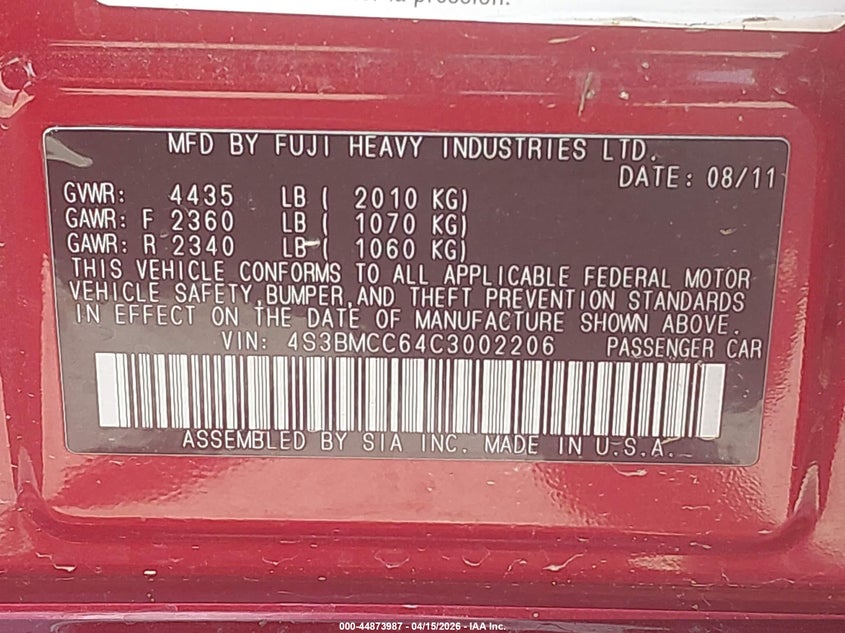 la pression.
MFD BY FUJI HEAVY INDUSTRIES LTD.
DATE: 08/11
GVWR: 4435 LB ( 2010 KG)
GAWR: F 2360 LB ( 1070 KG)
GAWR: R 2340 LB ( 1060 KG)
THIS VEHICLE CONFORMS TO ALL APPLICABLE FEDERAL MOTOR
VEHICLE SAFETY,BUMPER,AND THEFT PREVENTION STANDARDS
IN EFFECT ON THE DATE OF MANUFACTURE SHOWN ABOVE.
VIN: 4S3BMCC64C3002206 PASSENGER CAR
ASSEMBLED BY SIA INC. MADE IN U.S.A.
000-44873987 - 04/15/2026 - IAA Inc.